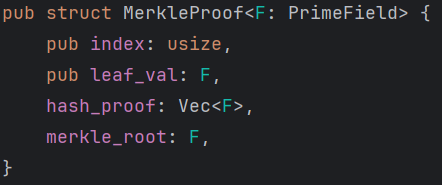 pub struct MerkleProof<F: PrimeField> {
    pub index: usize,
    pub leaf_val: F,
    hash_proof: Vec<F>,
    merkle_root: F,
}